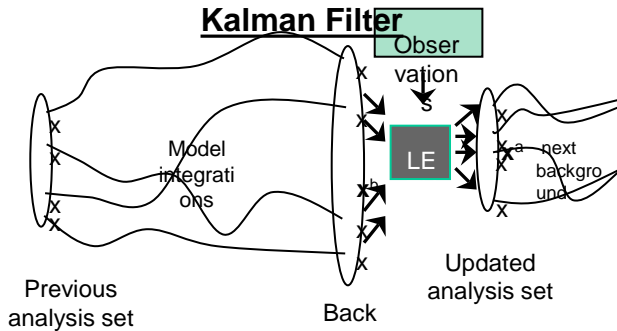 Kalman Filter
Obser
vation
s
x
x
x
x
x
x
x
b
x
x
Model
integrati
ons
LE
x
x
x
a
x
x
x
next
backgro
und
Previous
analysis set
Back
Updated
analysis set